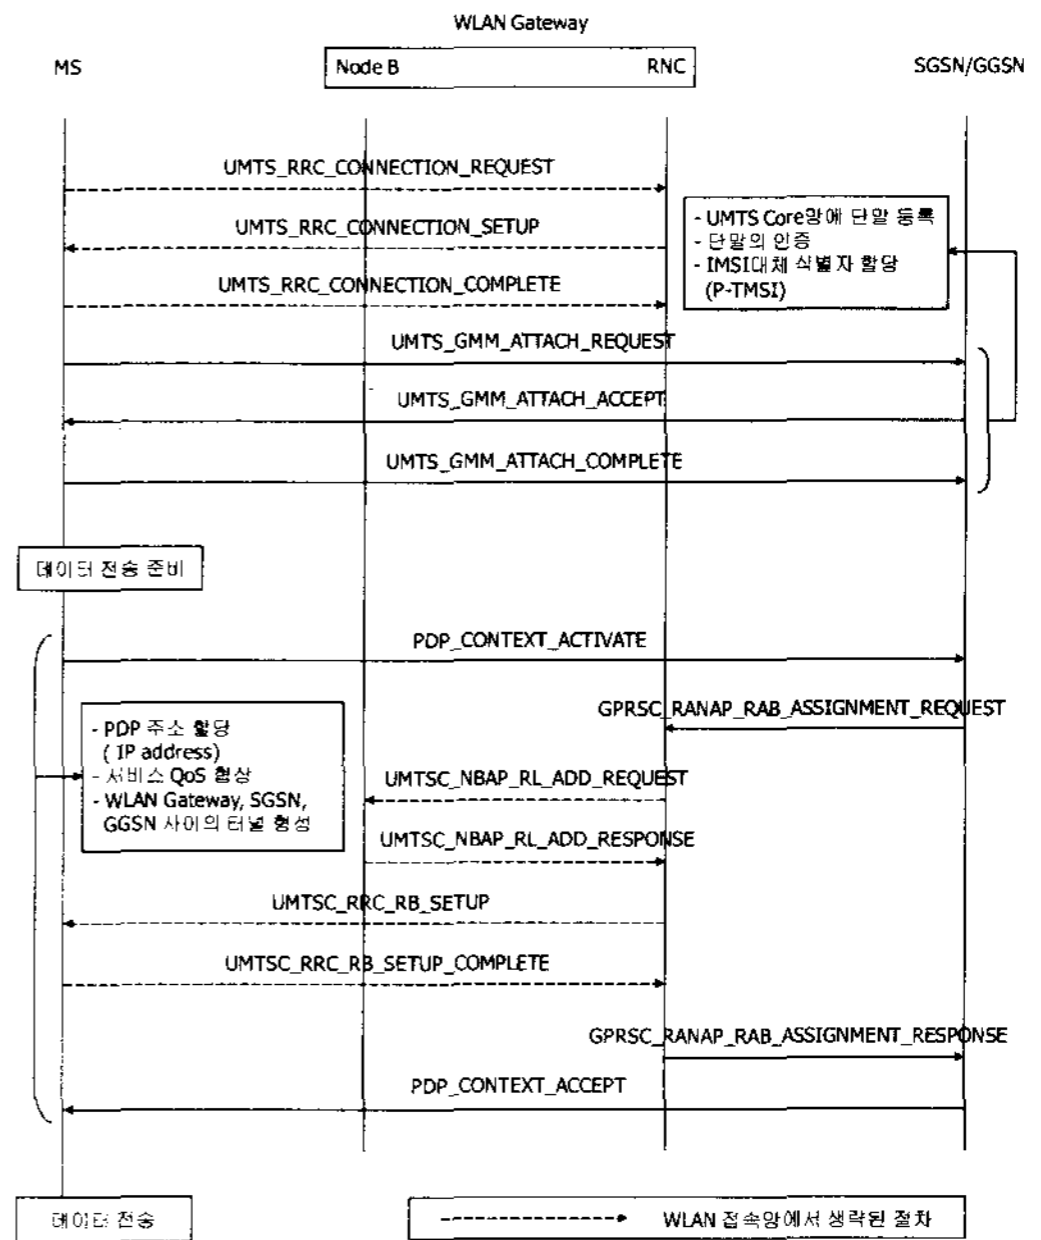 WLAN Gateway
MS
Node B
RNC
SGSN/GGSN
UMTS_RRC_CONNECTION_REQUEST
UMTS_RRC_CONNECTION_SETUP
- UMTS Core망에 단말 등록
- 단말의 인증
- IMSI대체 식별자 할당
(P-TMSI)
UMTS_RRC_CONNECTION_COMPLETE
UMTS_GMM_ATTACH_REQUEST
UMTS_GMM_ATTACH_ACCEPT
UMTS_GMM_ATTACH_COMPLETE
데이터 전송 준비
PDP_CONTEXT_ACTIVATE
GPRSC_RANAP_RAB_ASSIGNMENT_REQUEST
- PDP 주소 할당
( IP address)
- 서비스 QoS 협상
- WLAN Gateway, SGSN,
GGSN 사이의 터널 형성
UMTSC_NBAP_RL_ADD_REQUEST
UMTSC_NBAP_RL_ADD_RESPONSE
UMTSC_RRC_RB_SETUP
UMTSC_RRC_RB_SETUP_COMPLETE
GPRSC_RANAP_RAB_ASSIGNMENT_RESPONSE
PDP_CONTEXT_ACCEPT
데이터 전송
WLAN 접속망에서 생략된 절차